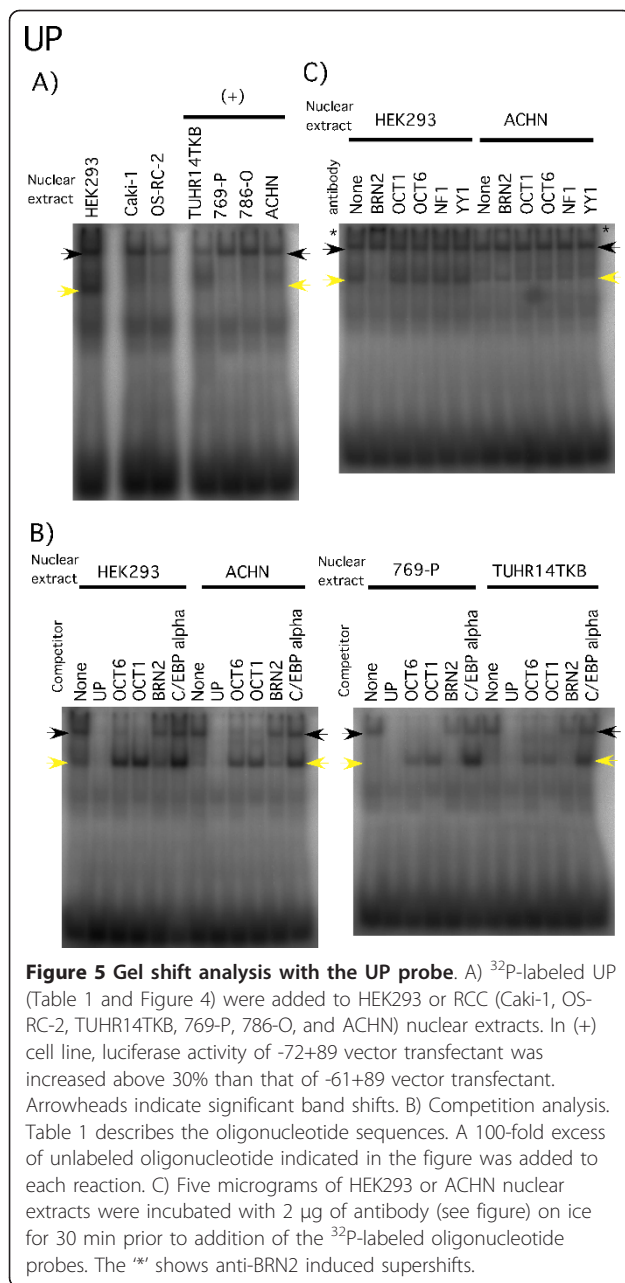 UP
A)
(+)
Nuclear extract
HEK293
Caki-1
OS-RC-2
TUHR14TKB
769-P
786-O
ACHN
C)
Nuclear extract
HEK293
ACHN
antibody
None
BRN2
OCT1
OCT6
NF1
YY1
None
BRN2
OCT1
OCT6
NF1
YY1
*
*
B)
Nuclear extract
HEK293
ACHN
Competitor
None
UP
OCT6
OCT1
BRN2
C/EBP alpha
None
UP
OCT6
OCT1
BRN2
C/EBP alpha
Nuclear extract
769-P
TUHR14TKB
Competitor
None
UP
OCT6
OCT1
BRN2
C/EBP alpha
None
UP
OCT6
OCT1
BRN2
C/EBP alpha
Figure 5 Gel shift analysis with the UP probe. A) ³²P-labeled UP
(Table 1 and Figure 4) were added to HEK293 or RCC (Caki-1, OS-
RC-2, TUHR14TKB, 769-P, 786-O, and ACHN) nuclear extracts. In (+)
cell line, luciferase activity of -72+89 vector transfectant was
increased above 30% than that of -61+89 vector transfectant.
Arrowheads indicate significant band shifts. B) Competition analysis.
Table 1 describes the oligonucleotide sequences. A 100-fold excess
of unlabeled oligonucleotide indicated in the figure was added to
each reaction. C) Five micrograms of HEK293 or ACHN nuclear
extracts were incubated with 2 μg of antibody (see figure) on ice
for 30 min prior to addition of the ³²P-labeled oligonucleotide
probes. The ‘*’ shows anti-BRN2 induced supershifts.